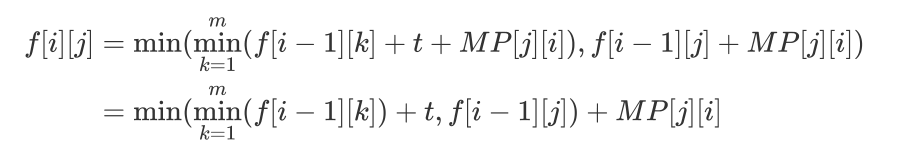 f[i][j] = min(min_{k=1}^{m}(f[i − 1][k] + t + MP[j][i]), f[i − 1][j] + MP[j][i])
= min(min_{k=1}^{m}(f[i − 1][k]) + t, f[i − 1][j]) + MP[j][i]